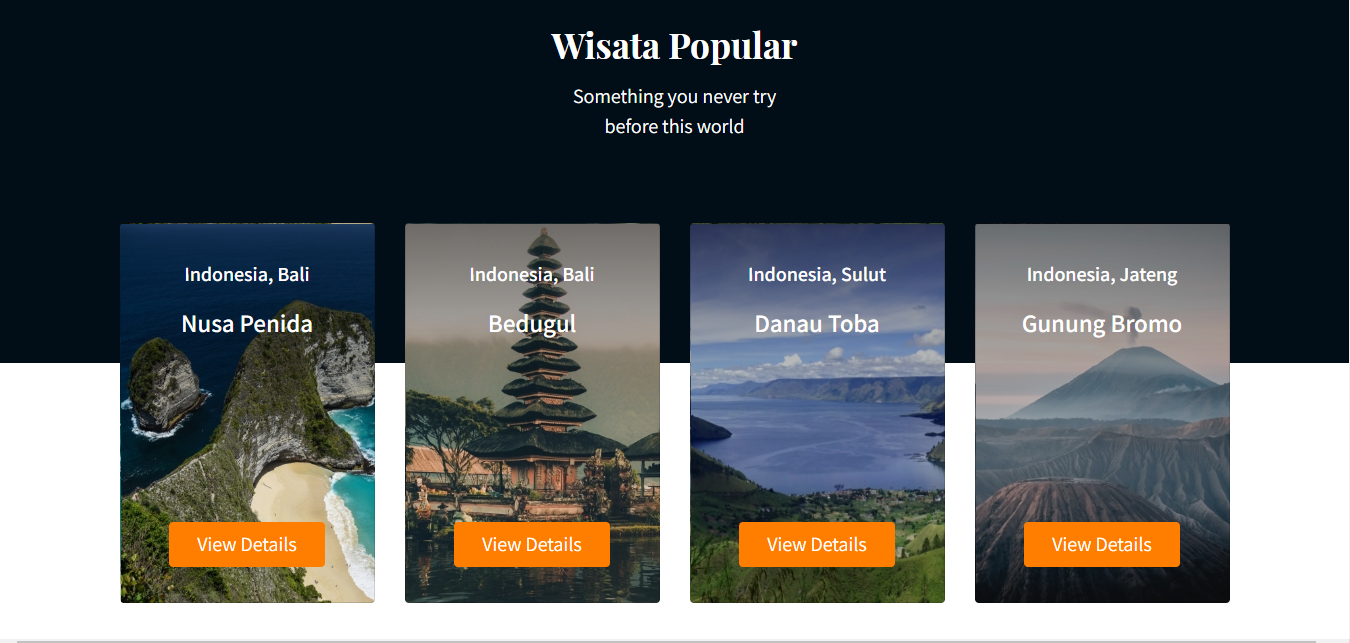 Wisata Popular
Something you never try
before this world
Indonesia, Bali
Nusa Penida
View Details
Indonesia, Bali
Bedugul
View Details
Indonesia, Sulut
Danau Toba
View Details
Indonesia, Jateng
Gunung Bromo
View Details